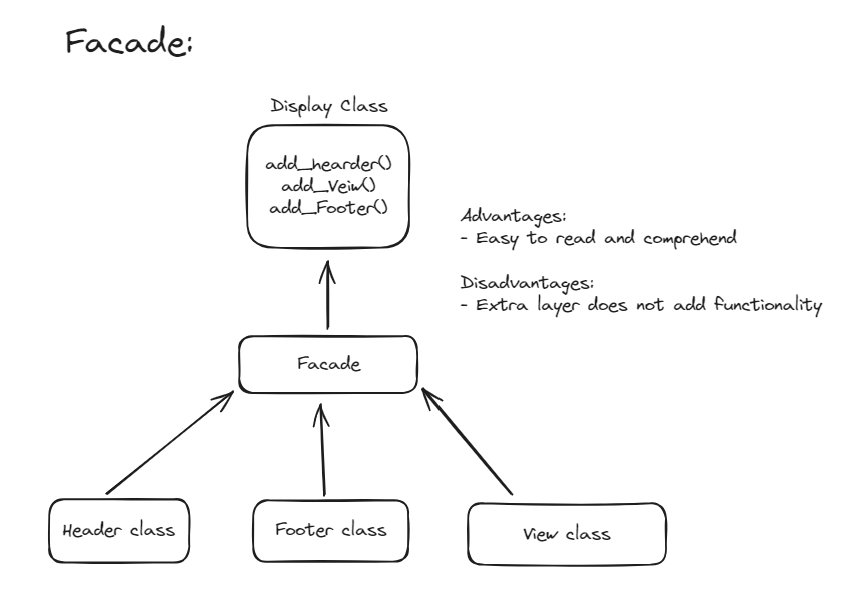 Facade:
Display Class
add_hearder()
add_Veiw()
add_Footer()
Advantages:
- Easy to read and comprehend
Disadvantages:
- Extra layer does not add functionality
Facade
Header class
Footer class
View class